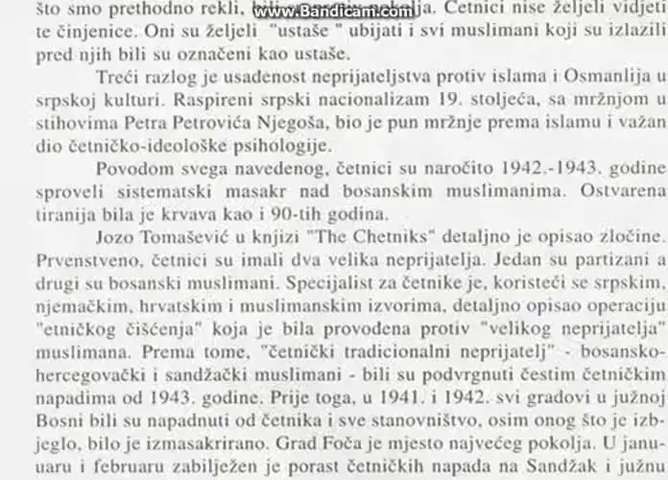 što smo prethodno rekli, bili
www.Bandicam.com
Četnici nise željeli vidjeti
te činjenice. Oni su željeli "ustaše " ubijati i svi muslimani koji su izlazili
pred njih bili su označeni kao ustaše.
Treći razlog je usađenost neprijateljstva protiv islama i Osmanlija u
srpskoj kulturi. Raspireni srpski nacionalizam 19. stoljeća, sa mržnjom u
stihovima Petra Petrovića Njegoša, bio je pun mržnje prema islamu i važan
dio četničko-ideološke psihologije.
Povodom svega navedenog, četnici su naročito 1942.-1943. godine
sproveli sistematski masakr nad bosanskim muslimanima. Ostvarena
tiranija bila je krvava kao i 90-tih godina.
Jozo Tomašević u knjizi "The Chetniks" detaljno je opisao zločine.
Prvenstveno, četnici su imali dva velika neprijatelja. Jedan su partizani a
drugi su bosanski muslimani. Specijalist za četnike je, koristeći se srpskim,
njemačkim, hrvatskim i muslimanskim izvorima, detaljno opisao operaciju
"etničkog čišćenja" koja je bila provođena protiv "velikog neprijatelja"
muslimana. Prema tome, "četnički tradicionalni neprijatelj" - bosansko-
hercegovački i sandžački muslimani - bili su podvrgnuti čestim četničkim
napadima od 1943. godine. Prije toga, u 1941. i 1942. svi gradovi u južnoj
Bosni bili su napadnuti od četnika i sve stanovništvo, osim onog što je izb-
jeglo, bilo je izmasakrirano. Grad Foča je mjesto najvećeg pokolja. U janu-
uaru i februaru zabilježen je porast četničkih napada na Sandžak i južnu